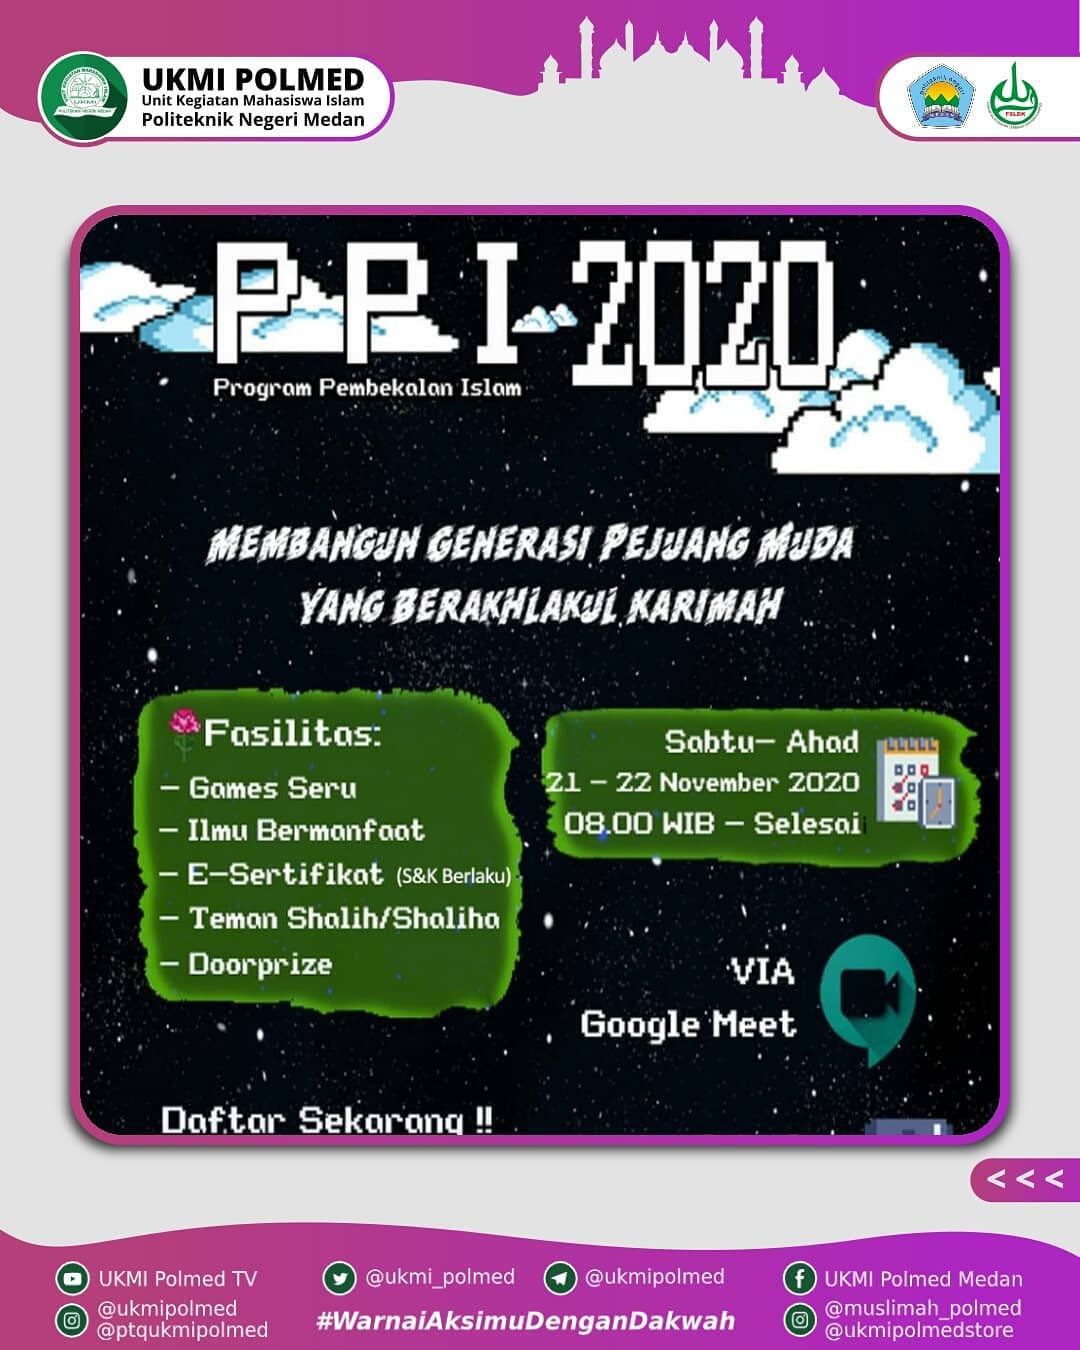 UKMI POLMED
Unit Kegiatan Mahasiswa Islam
Politeknik Negeri Medan
UKMI
FSLDK
PPI 2020
Program Pembekalan Islam
Membangun Generasi Pejuang Muda
yang Berakhlakul Karimah
Fasilitas:
- Games Seru
- Ilmu Bermanfaat
- E-Sertifikat (S&K Berlaku)
- Teman Shalih/Shaliha
- Doorprize
Sabtu- Ahad
21 - 22 November 2020
08.00 WIB - Selesai
VIA
Google Meet
Daftar Sekarang !!
<<<
UKMI Polmed TV
@ukmi_polmed
@ukmipolmed
UKMI Polmed Medan
@ukmipolmed
@ptqukmipolmed
#WarnaiAksimuDenganDakwah
@muslimah_polmed
@ukmipolmedstore